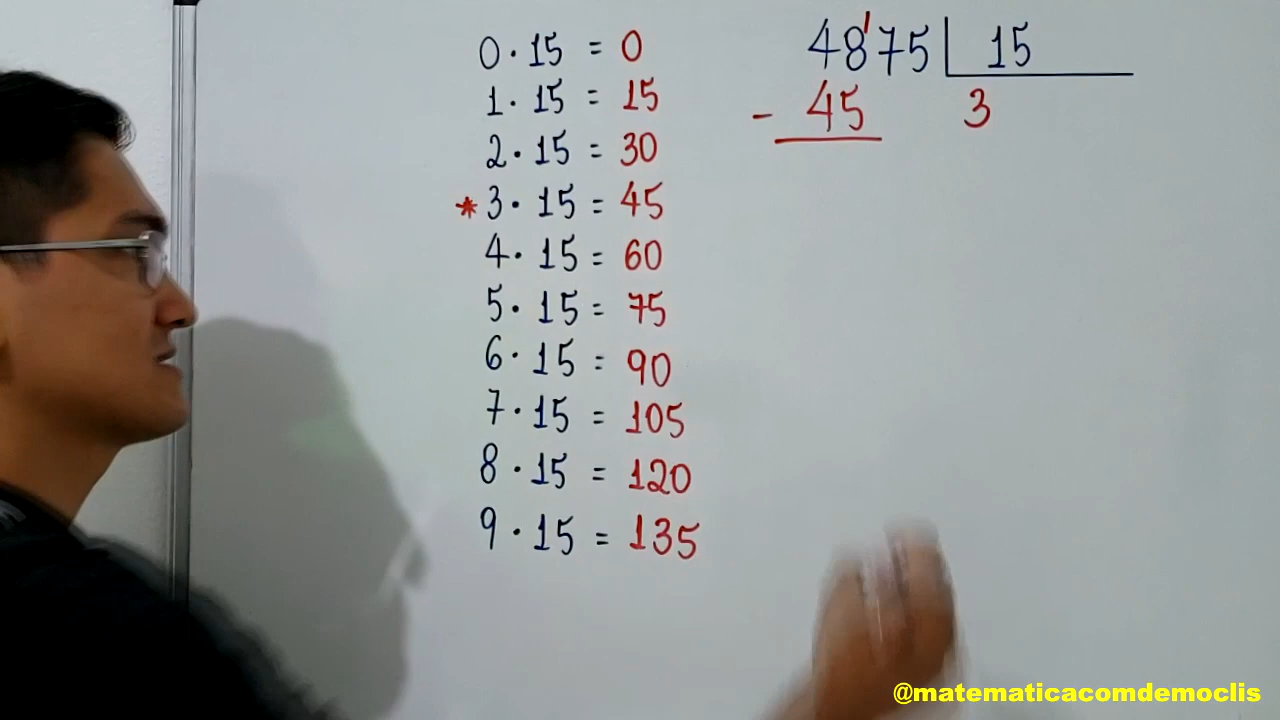 0 · 15 = 0
1 · 15 = 15
2 · 15 = 30
* 3 · 15 = 45
4 · 15 = 60
5 · 15 = 75
6 · 15 = 90
7 · 15 = 105
8 · 15 = 120
9 · 15 = 135
48'75 | 15
- 45 3
@matematicacomdemoclis